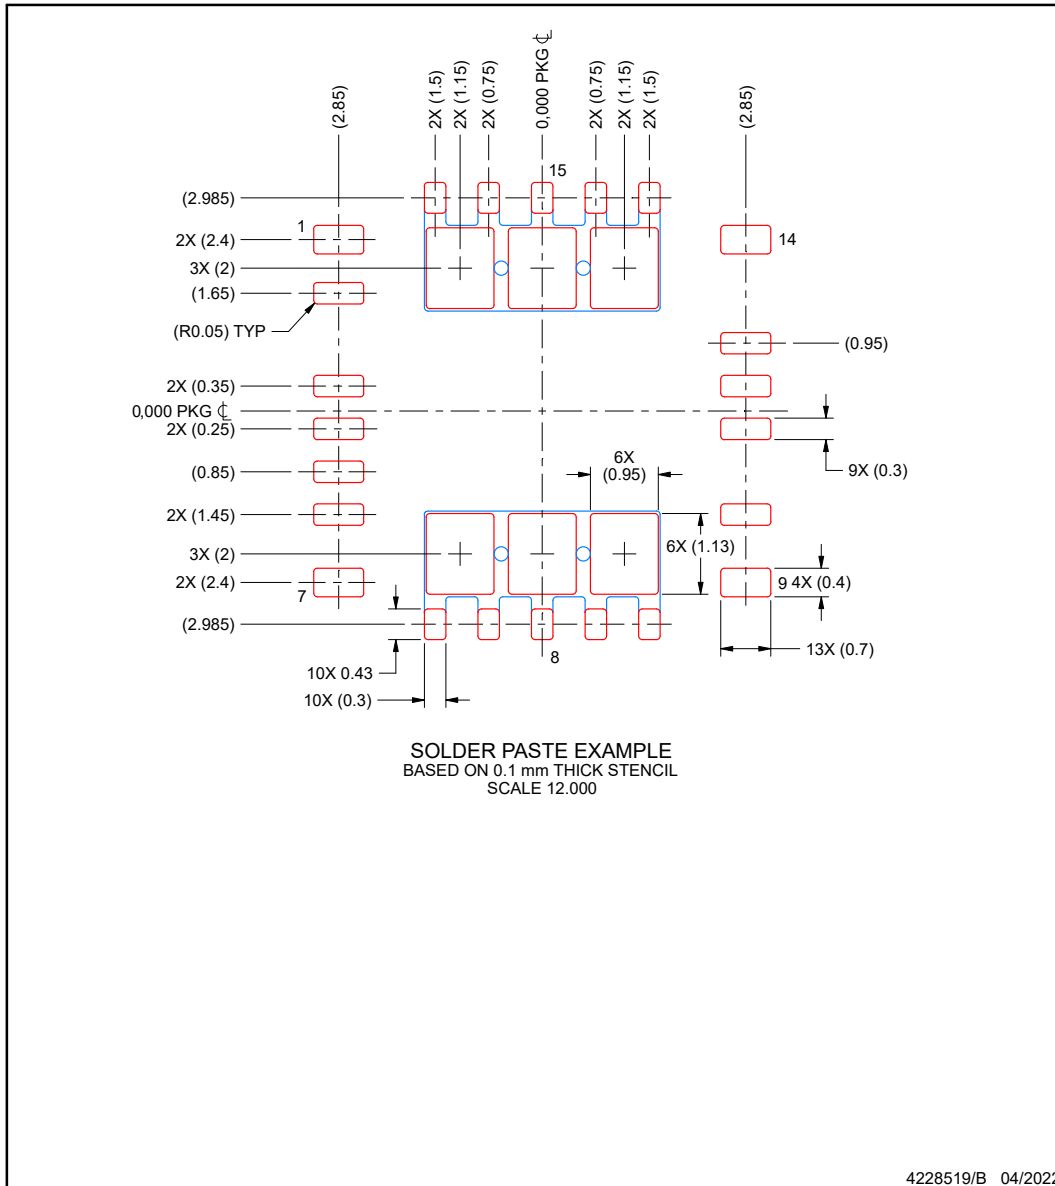 (2.85)
2X (1.5)
2X (1.15)
2X (0.75)
0,000 PKG ℄
2X (0.75)
2X (1.15)
2X (1.5)
(2.85)
15
(2.985)
1
2X (2.4)
14
3X (2)
(1.65)
(R0.05) TYP
(0.95)
2X (0.35)
0,000 PKG ℄
2X (0.25)
6X
(0.95)
(0.85)
9X (0.3)
2X (1.45)
3X (2)
6X (1.13)
2X (2.4)
7
9
4X (0.4)
(2.985)
8
13X (0.7)
10X 0.43
10X (0.3)
SOLDER PASTE EXAMPLE
BASED ON 0.1 mm THICK STENCIL
SCALE 12.000
4228519/B 04/2022